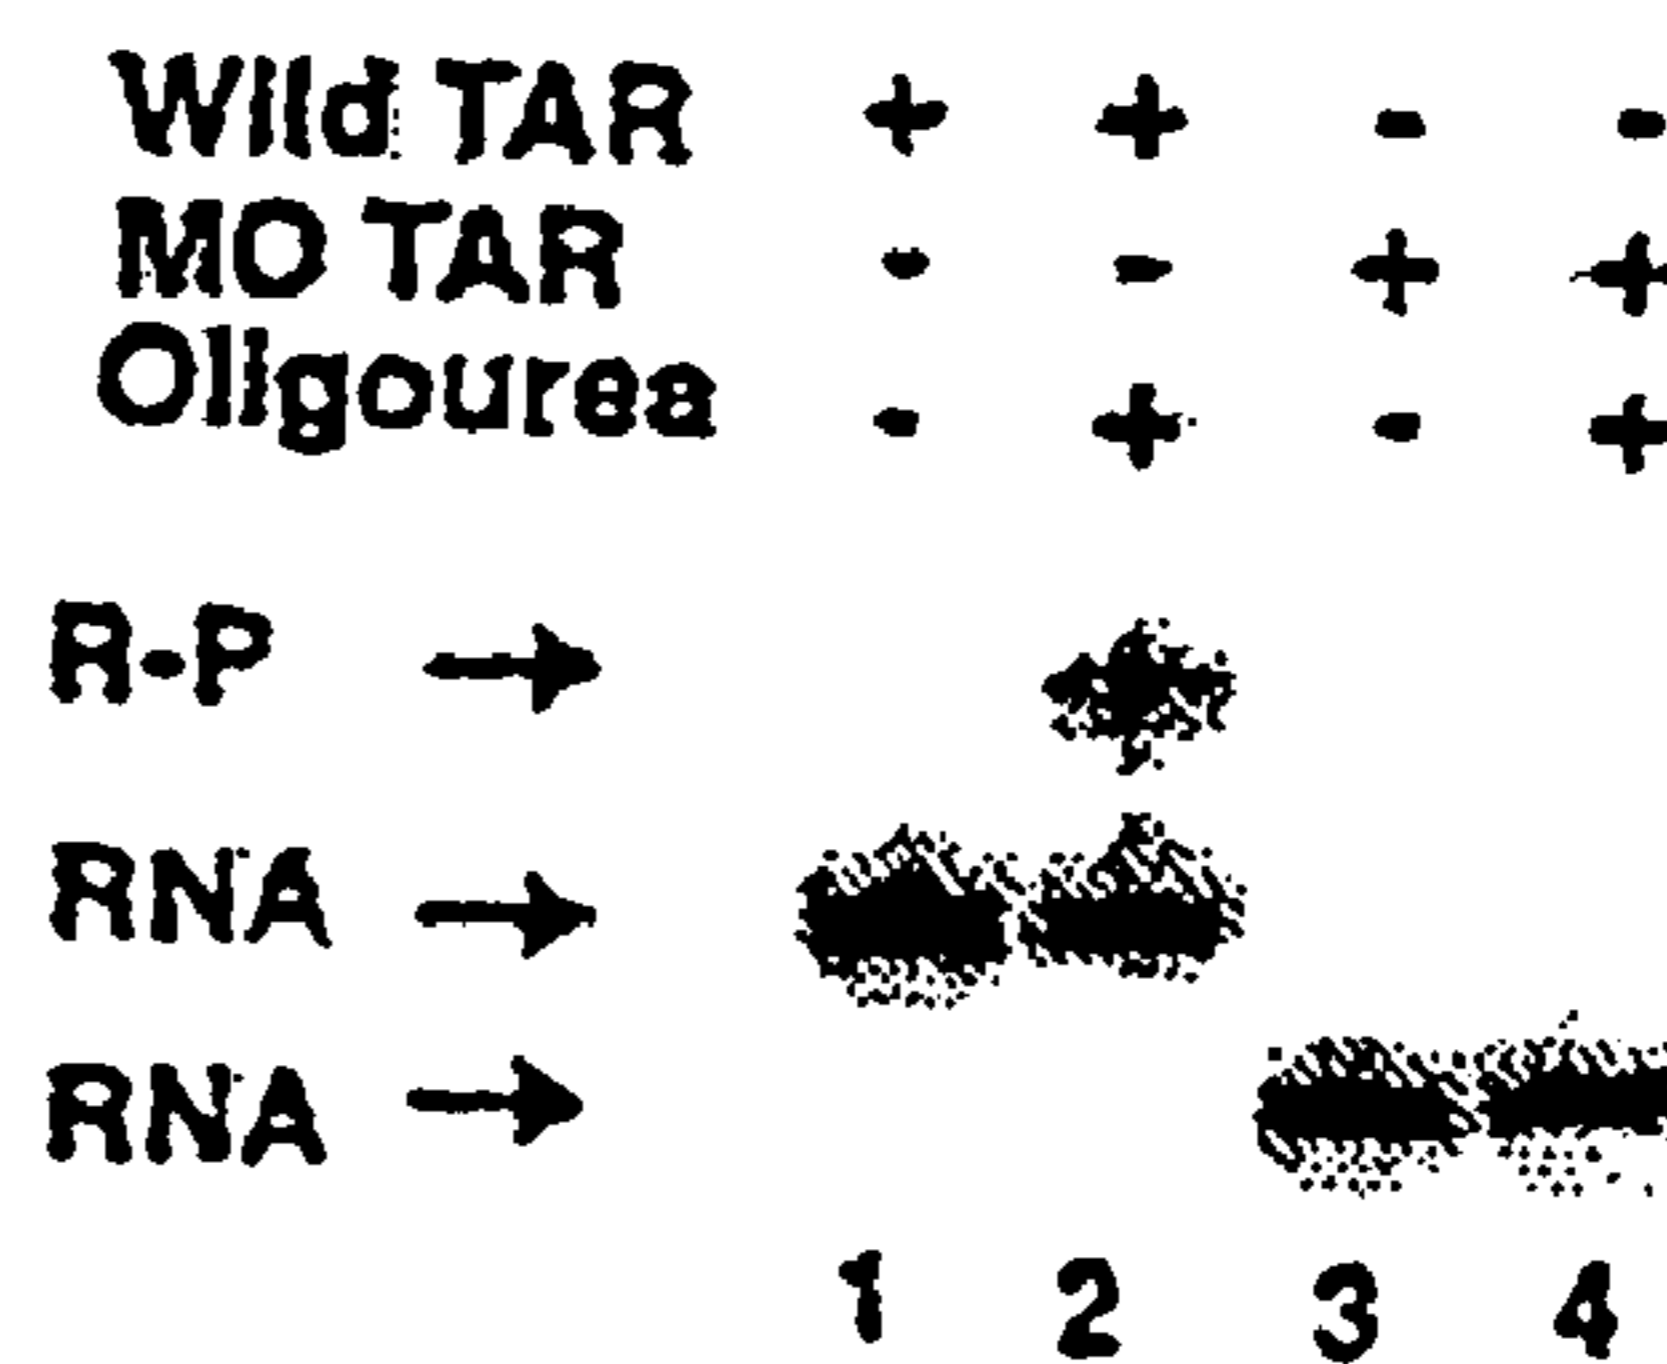 Wild TAR + + - -
MO TAR - - + +
Oligourea - + - +
R-P →
RNA →
RNA →
1 2 3 4